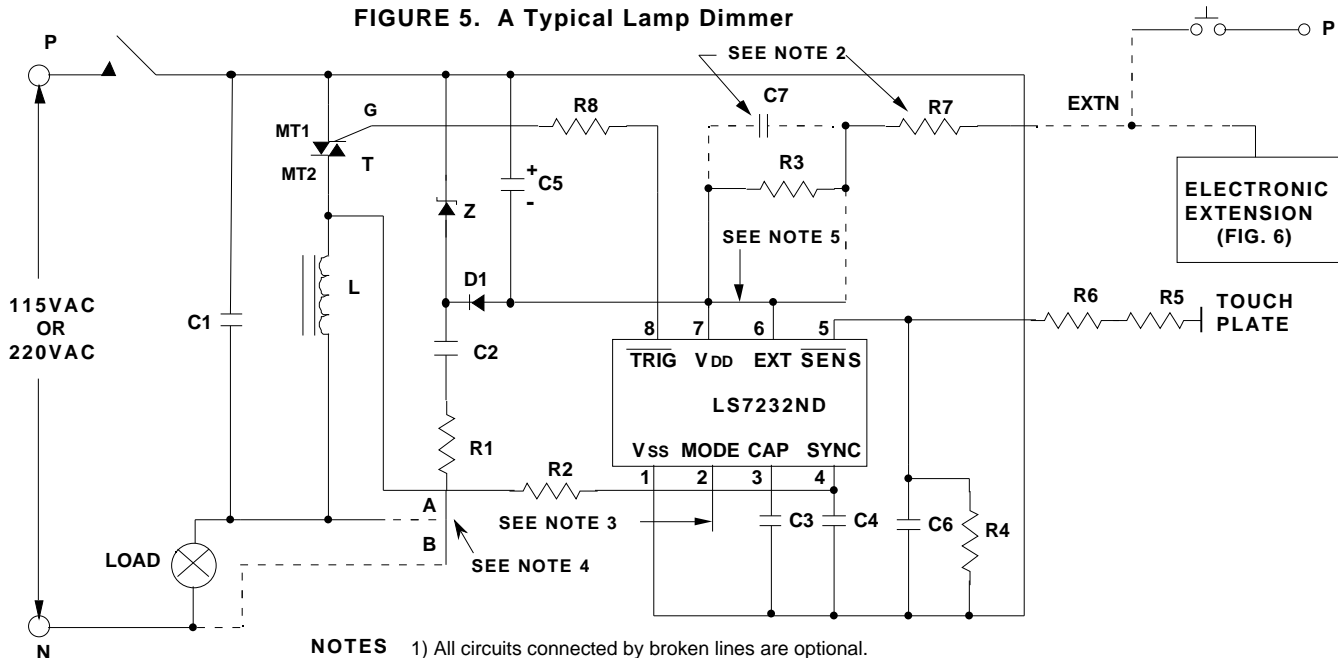 FIGURE 5. A Typical Lamp Dimmer
P
P
SEE NOTE 2
C7
R7
EXTN
G
R8
MT1
T
MT2
R3
+
C5
-
Z
ELECTRONIC
EXTENSION
(FIG. 6)
SEE NOTE 5
D1
L
R6
R5
TOUCH
PLATE
115VAC
OR
220VAC
C1
C2
8
7
6
5
TRIG
VDD
EXT
SENS
LS7232ND
R1
VSS
MODE
CAP
SYNC
R2
1
2
3
4
A
SEE NOTE 3
C3
C4
C6
R4
B
SEE NOTE 4
LOAD
N
NOTES 1) All circuits connected by broken lines are optional.